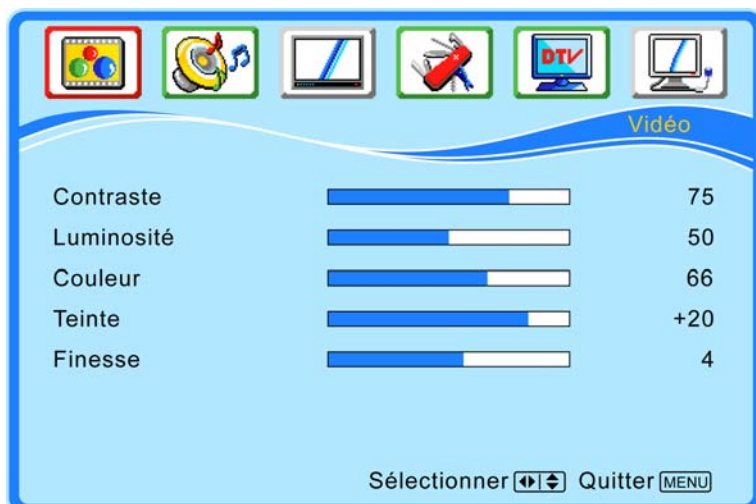 DTV
Vidéo
Contraste 75
Luminosité 50
Couleur 66
Teinte +20
Finesse 4
Sélectionner Quitter MENU